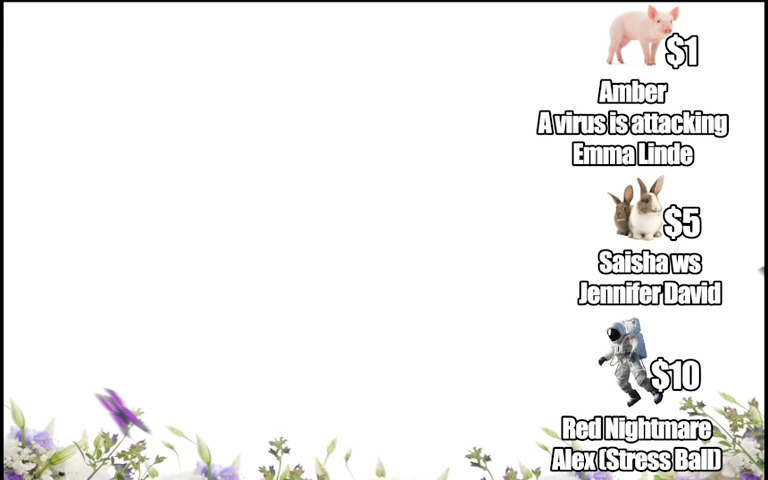 $1
Amber
A virus is attacking
Emma Linde
$5
Saisha ws
Jennifer David
$10
Red Nightmare
Alex (Stress Ball)